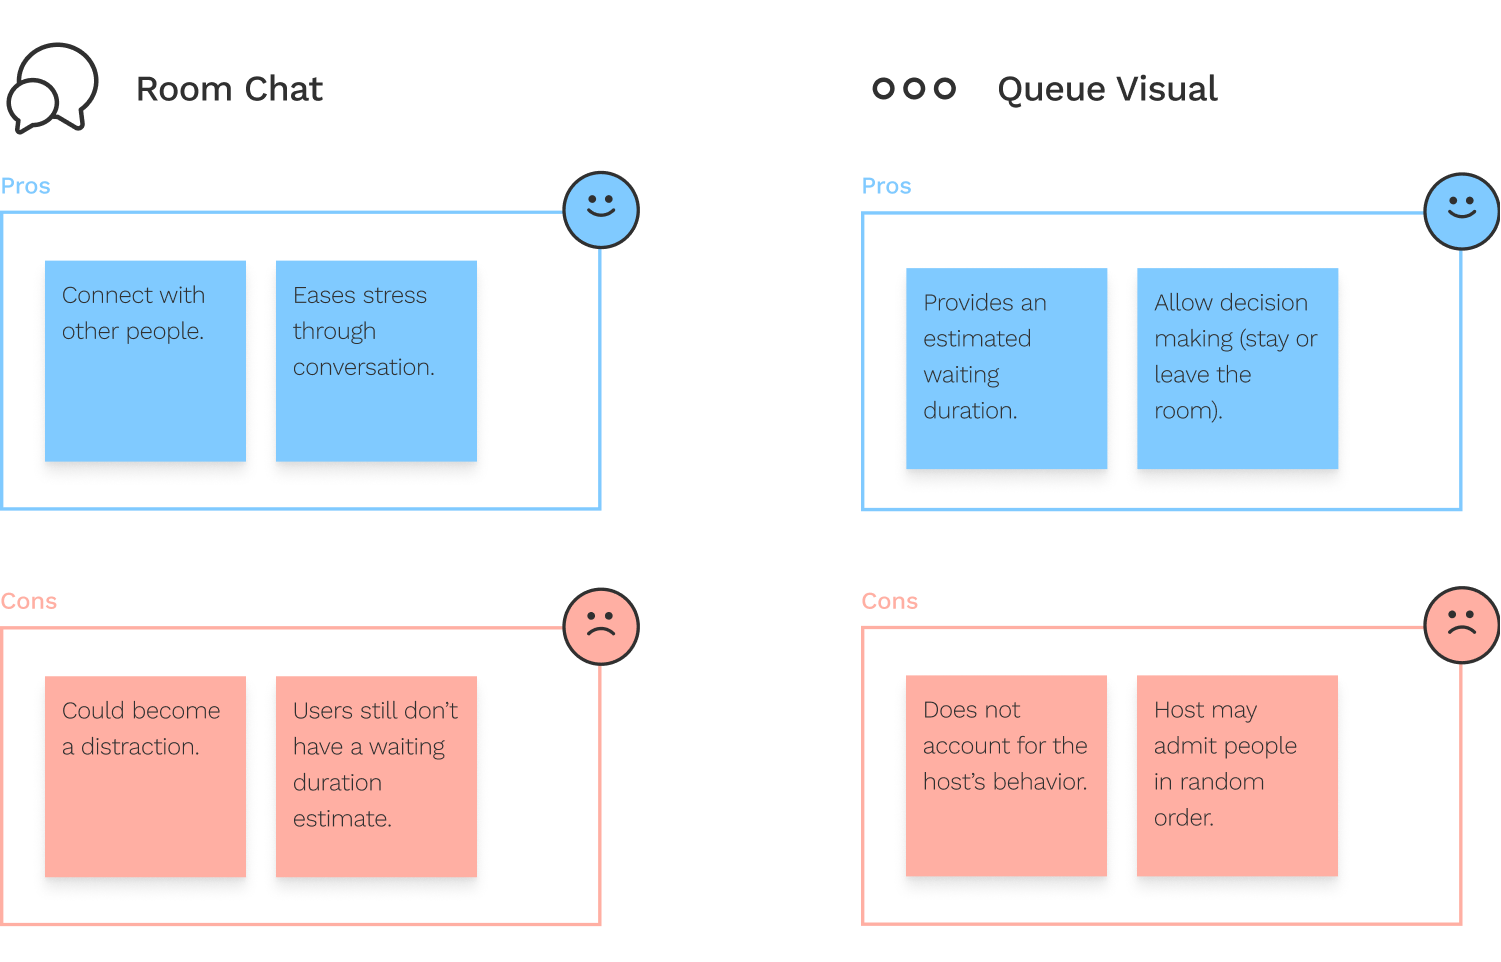 Room Chat
Pros
Connect with
other people.
Eases stress
through
conversation.
Cons
Could become
a distraction.
Users still don’t
have a waiting
duration
estimate.
Queue Visual
Pros
Provides an
estimated
waiting
duration.
Allow decision
making (stay or
leave the
room).
Cons
Does not
account for the
host’s behavior.
Host may
admit people
in random
order.